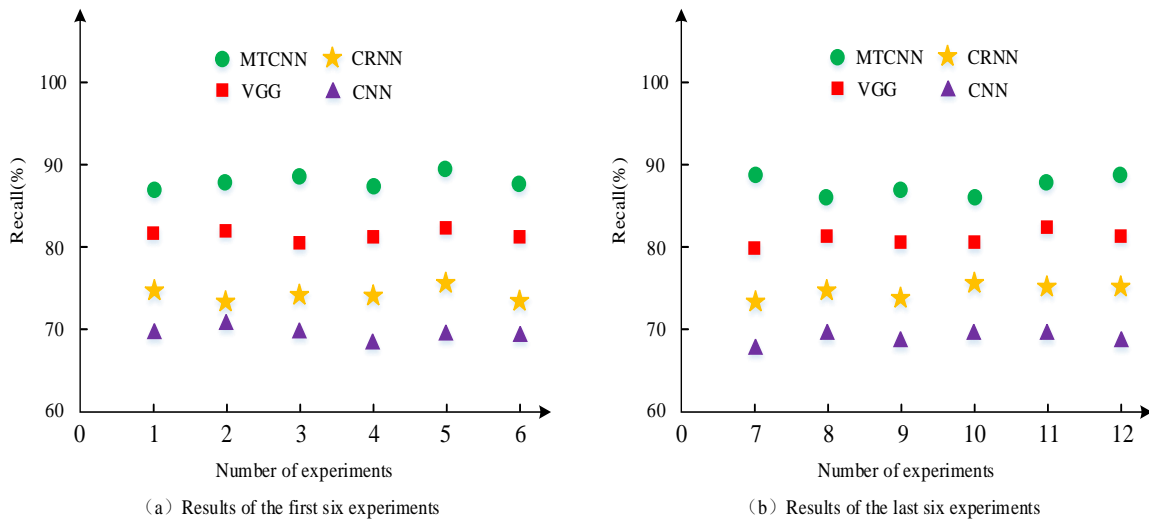 MTCNN CRNN
VGG CNN
100
90
80
70
60
Recall(%)
0 1 2 3 4 5 6
Number of experiments
（a）Results of the first six experiments
MTCNN CRNN
VGG CNN
100
90
80
70
60
Recall(%)
0 7 8 9 10 11 12
Number of experiments
（b）Results of the last six experiments